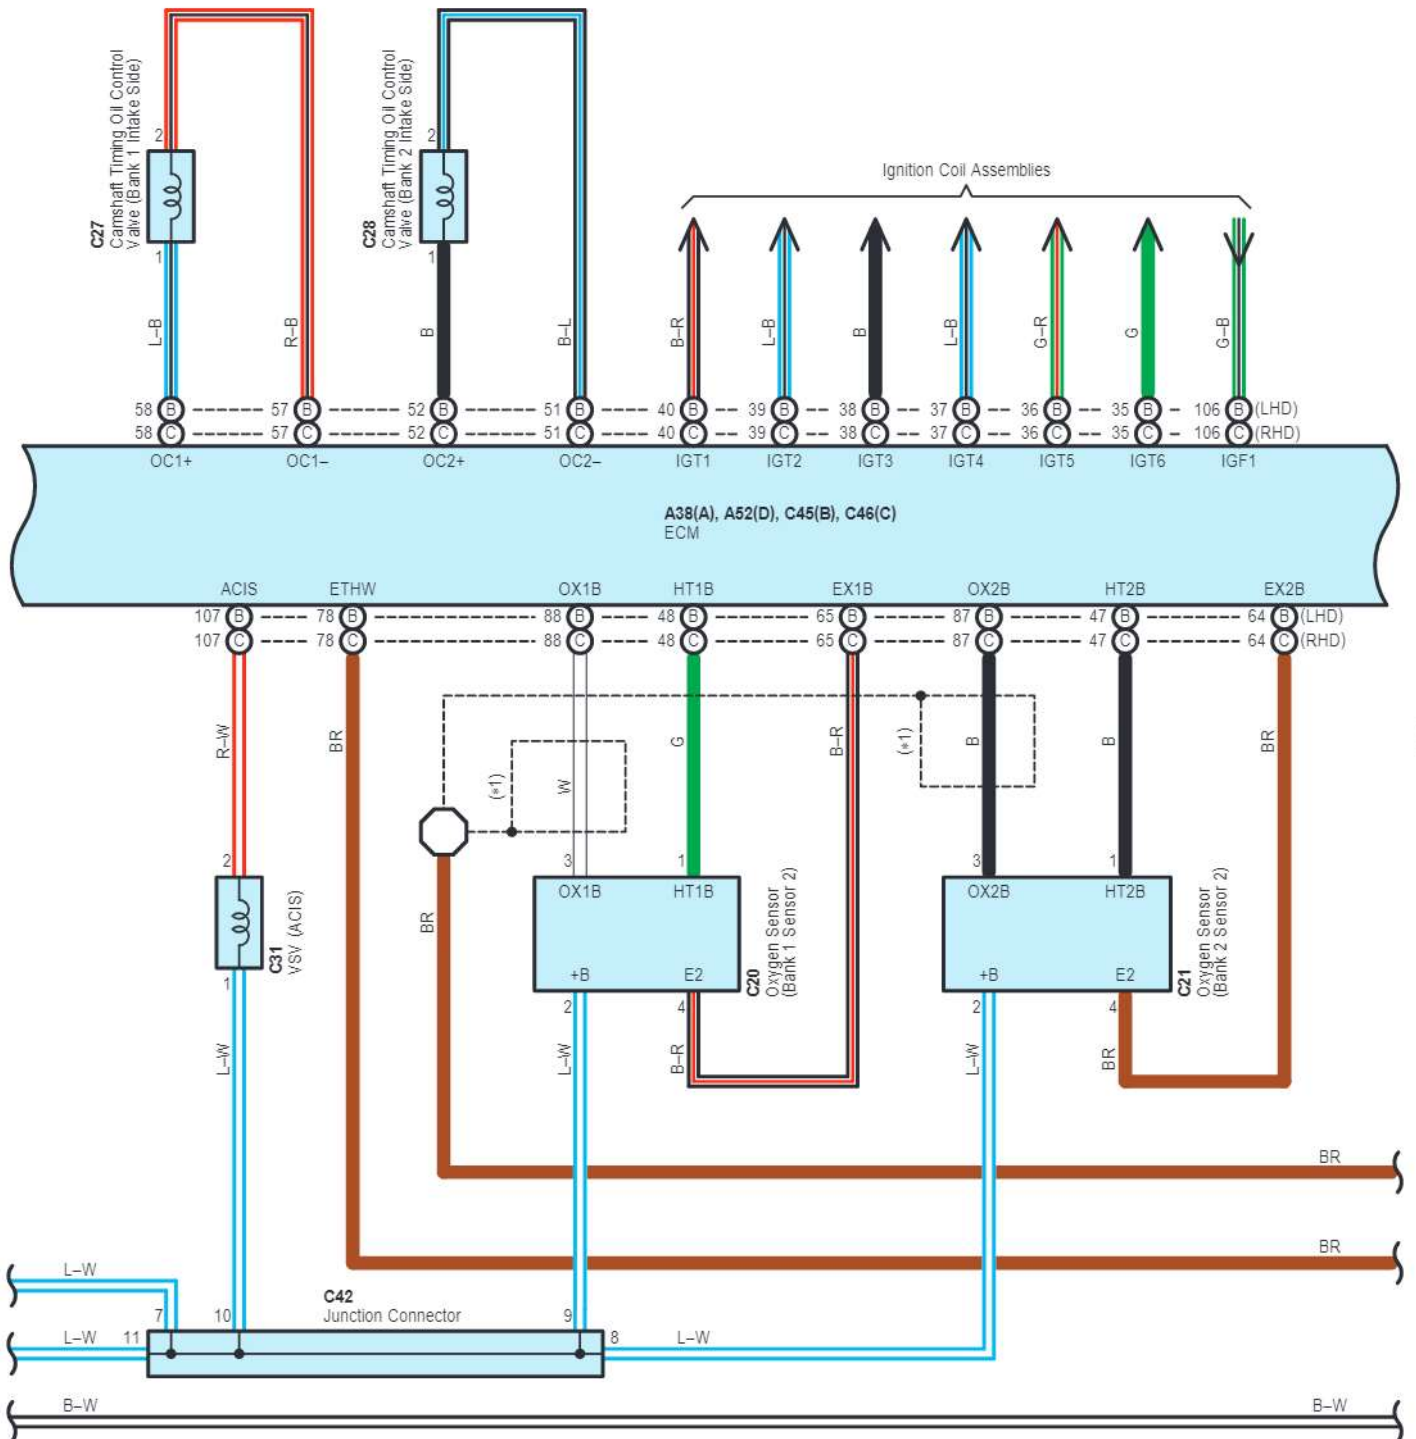 Ignition Coil Assemblies
C27
Camshaft Timing Oil Control
Valve (Bank 1 Intake Side)
2
1
L–B
R–B
C28
Camshaft Timing Oil Control
Valve (Bank 2 Intake Side)
2
1
B
B–L
B–R
L–B
B
L–B
G–R
G
G–B
58 B 57 B 52 B 51 B 40 B 39 B 38 B 37 B 36 B 35 B 106 B (LHD)
58 C 57 C 52 C 51 C 40 C 39 C 38 C 37 C 36 C 35 C 106 C (RHD)
OC1+ OC1– OC2+ OC2– IGT1 IGT2 IGT3 IGT4 IGT5 IGT6 IGF1
A38(A), A52(D), C45(B), C46(C)
ECM
ACIS ETHW OX1B HT1B EX1B OX2B HT2B EX2B
107 B 78 B 88 B 48 B 65 B 87 B 47 B 64 B (LHD)
107 C 78 C 88 C 48 C 65 C 87 C 47 C 64 C (RHD)
R–W
BR
(*1)
W
G
B–R
(*1)
B
B
BR
2
1
C31
VSV (ACIS)
L–W
BR
3 1
OX1B HT1B
+B E2
2 4
C20
Oxygen Sensor
(Bank 1 Sensor 2)
L–W
B–R
3 1
OX2B HT2B
+B E2
2 4
C21
Oxygen Sensor
(Bank 2 Sensor 2)
L–W
BR
BR
BR
L–W
C42
Junction Connector
7 10 9
L–W 11 8 L–W
B–W B–W